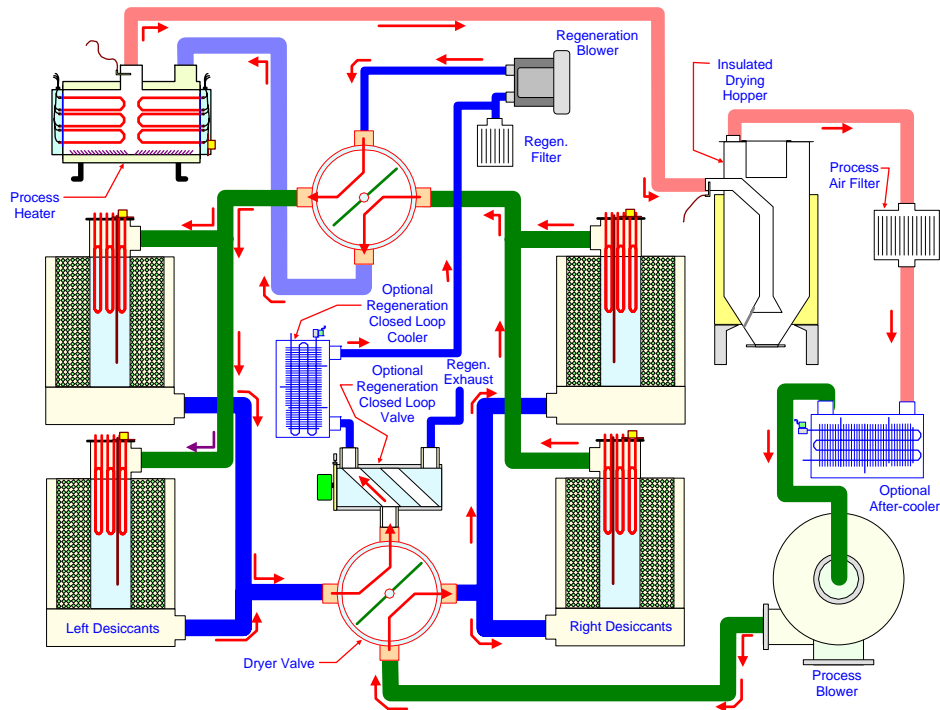 Regeneration
Blower
Insulated
Drying
Hopper
Regen.
Filter
Process
Air Filter
Process
Heater
Optional
Regeneration
Closed Loop
Cooler
Optional
Regeneration
Closed Loop
Valve
Regen.
Exhaust
Optional
After-cooler
Left Desiccants
Right Desiccants
Dryer Valve
Process
Blower